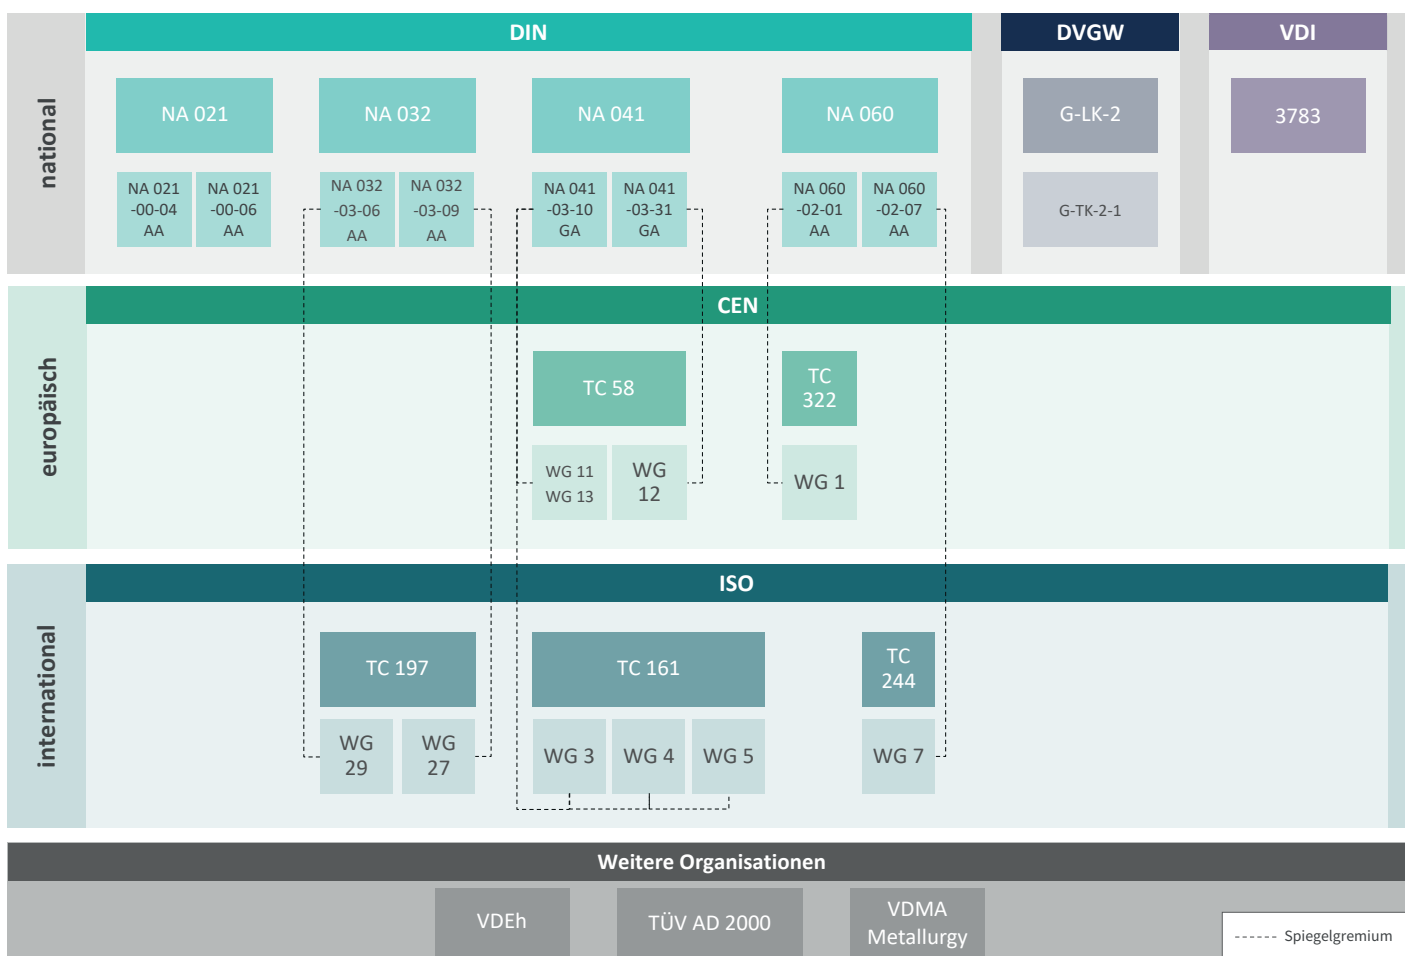 DIN
DVGW
VDI
national
NA 021
NA 032
NA 041
NA 060
G-LK-2
3783
NA 021
-00-04
AA
NA 021
-00-06
AA
NA 032
-03-06
AA
NA 032
-03-09
AA
NA 041
-03-10
GA
NA 041
-03-31
GA
NA 060
-02-01
AA
NA 060
-02-07
AA
G-TK-2-1
CEN
europäisch
TC 58
TC
322
WG 11
WG 13
WG
12
WG 1
ISO
international
TC 197
TC 161
TC
244
WG
29
WG
27
WG 3
WG 4
WG 5
WG 7
Weitere Organisationen
VDEh
TÜV AD 2000
VDMA
Metallurgy
Spiegelgremium